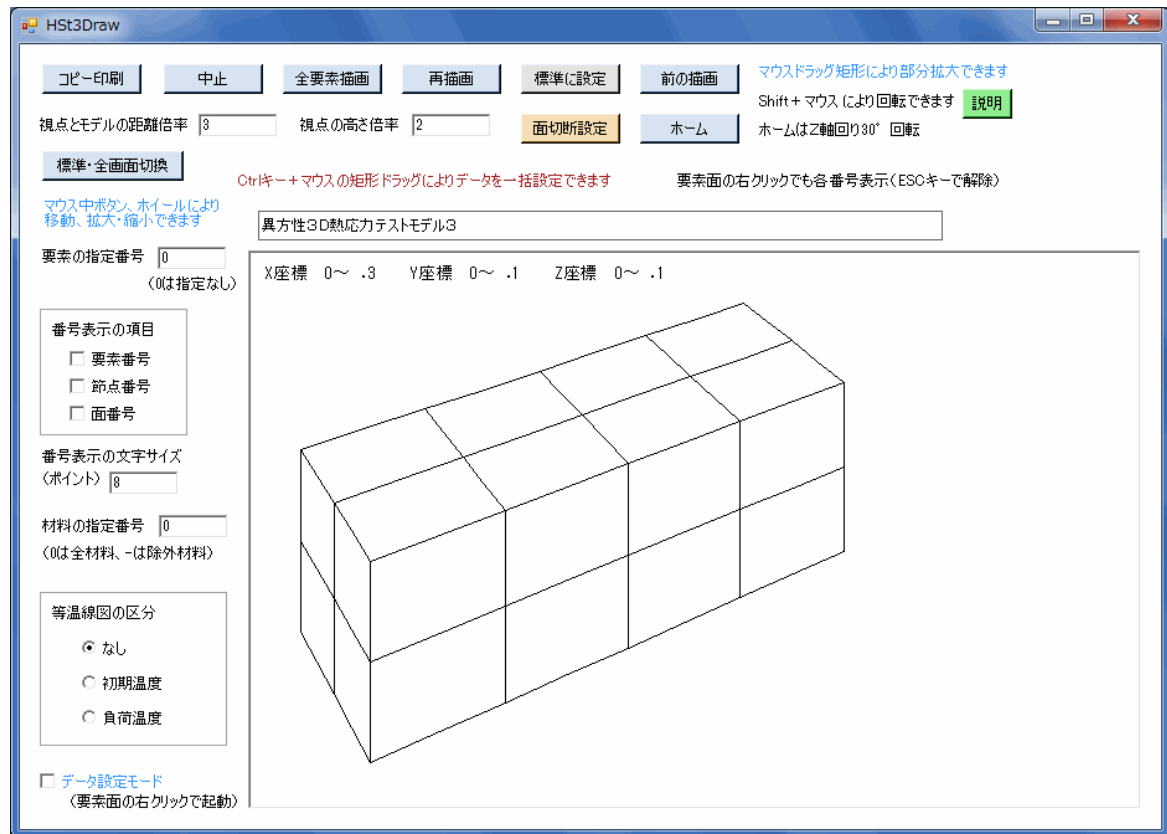 HSt3Draw
コピー印刷 中止 全要素描画 再描画 標準に設定 前の描画 マウスドラッグ矩形により部分拡大できます
Shift+マウスにより回転できます 説明
視点とモデルの距離倍率 3 視点の高さ倍率 2 面切断設定 ホーム ホームはZ軸回り30°回転
標準・全画面切換
Ctrlキー+マウスの矩形ドラッグによりデータを一括設定できます 要素面の右クリックでも各番号表示(ESCキーで解除)
マウス中ボタン、ホイールにより
移動、拡大・縮小できます
異方性3D熱応力テストモデル3
要素の指定番号 0
(0は指定なし)
X座標 0~ .3 Y座標 0~ .1 Z座標 0~ .1
番号表示の項目
要素番号
節点番号
面番号
番号表示の文字サイズ
(ポイント) 8
材料の指定番号 0
(0は全材料、-は除外材料)
等温線図の区分
なし
初期温度
負荷温度
データ設定モード
(要素面の右クリックで起動)